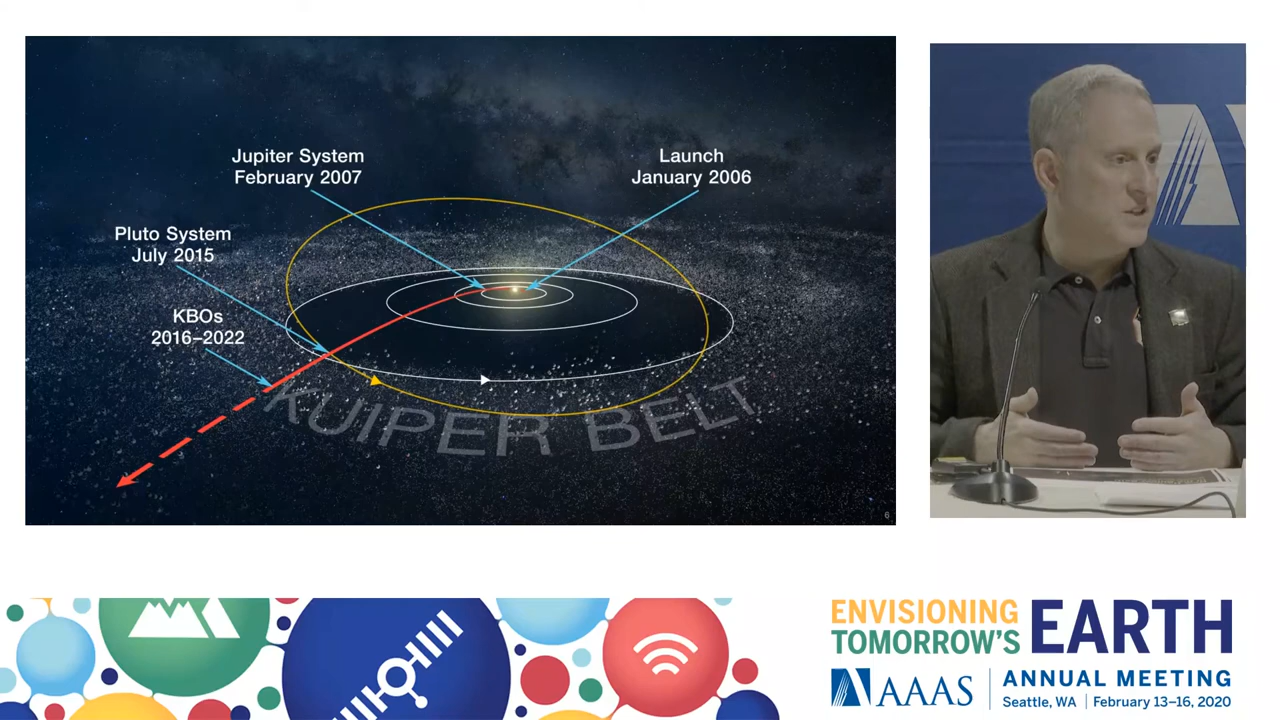 Jupiter System
February 2007
Launch
January 2006
Pluto System
July 2015
KBOs
2016–2022
KUIPER BELT
6
ENVISIONING
TOMORROW'S
EARTH
AAAS
ANNUAL MEETING
Seattle, WA | February 13–16, 2020